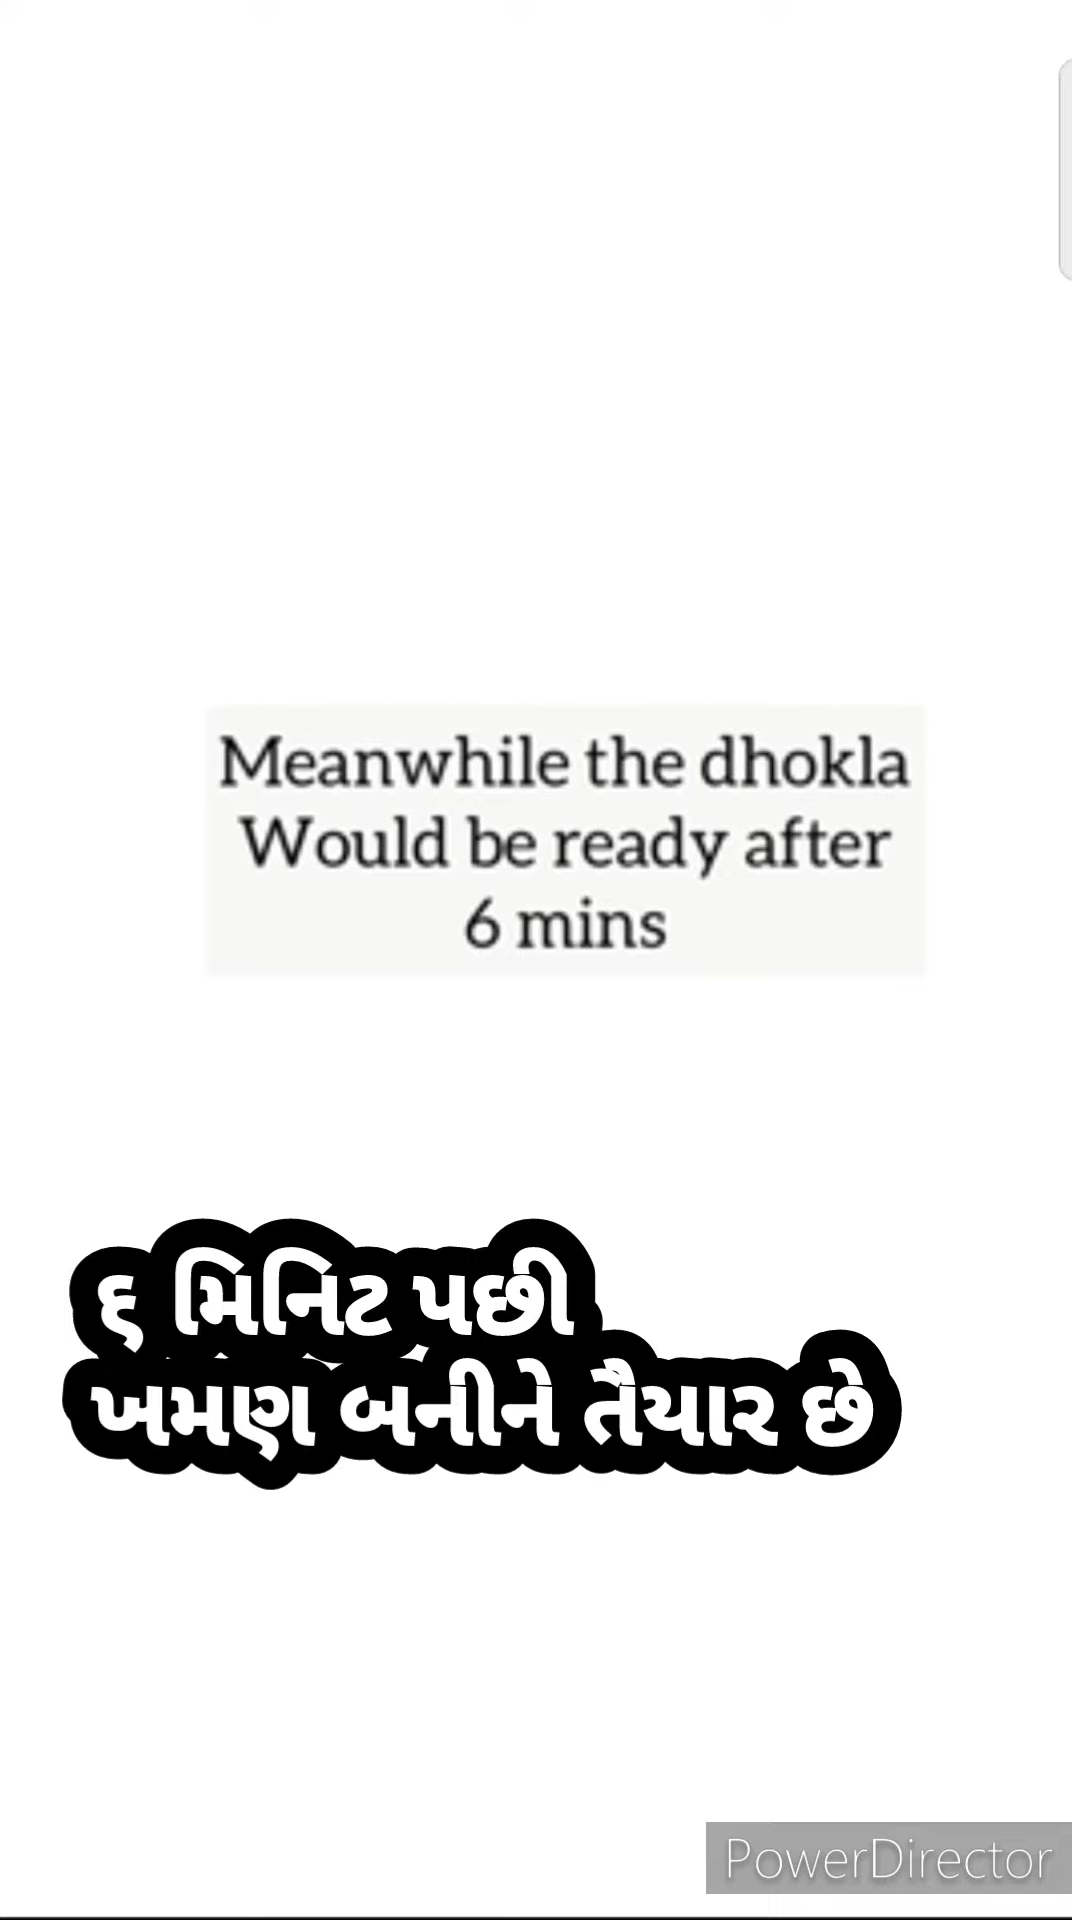 Meanwhile the dhokla
Would be ready after
6 mins
૬ મિનિટ પછી
ખમણ બનીને તૈયાર છે
PowerDirector